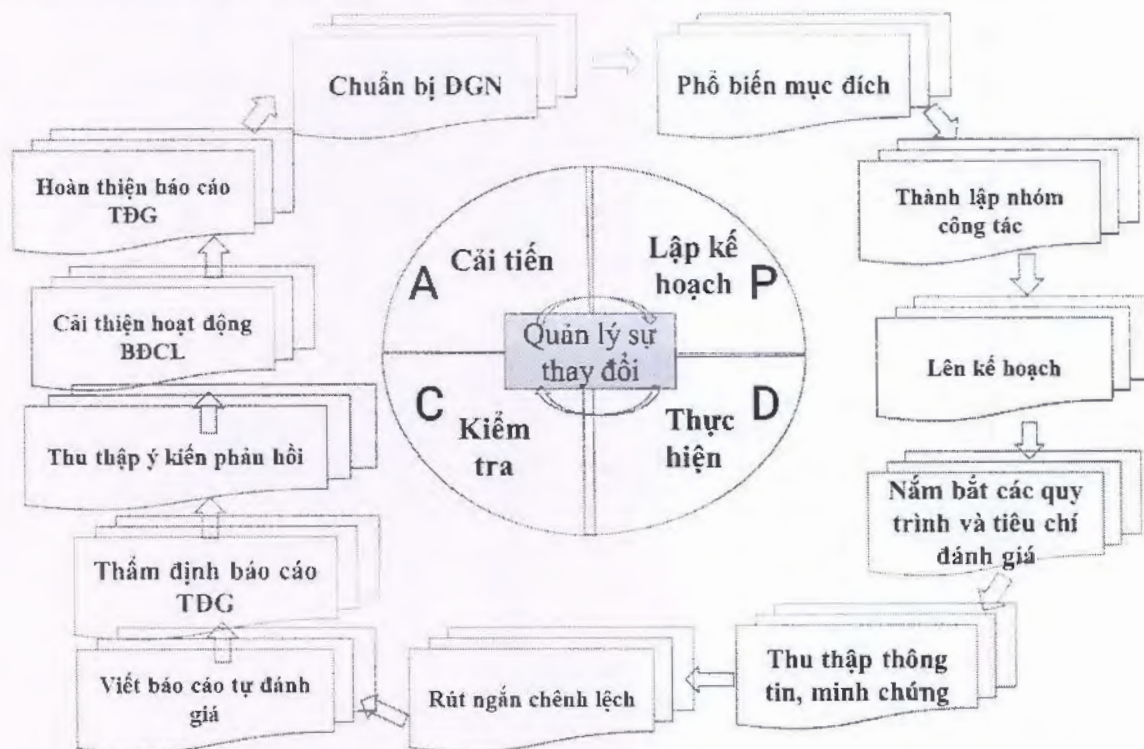 Chuẩn bị DGN
Phổ biến mục đích
Thành lập nhóm
công tác
Lên kế hoạch
Nắm bắt các quy
trình và tiêu chí
đánh giá
Thu thập thông
tin, minh chứng
Rút ngắn chênh lệch
Viết báo cáo tự đánh
giá
Thẩm định báo cáo
TĐG
Thu thập ý kiến phản hồi
Cải thiện hoạt động
BĐCL
Hoàn thiện báo cáo
TĐG
A
Cải tiến
Lập kế
hoạch
P
Quản lý sự
thay đổi
C
Kiểm
tra
Thực
hiện
D